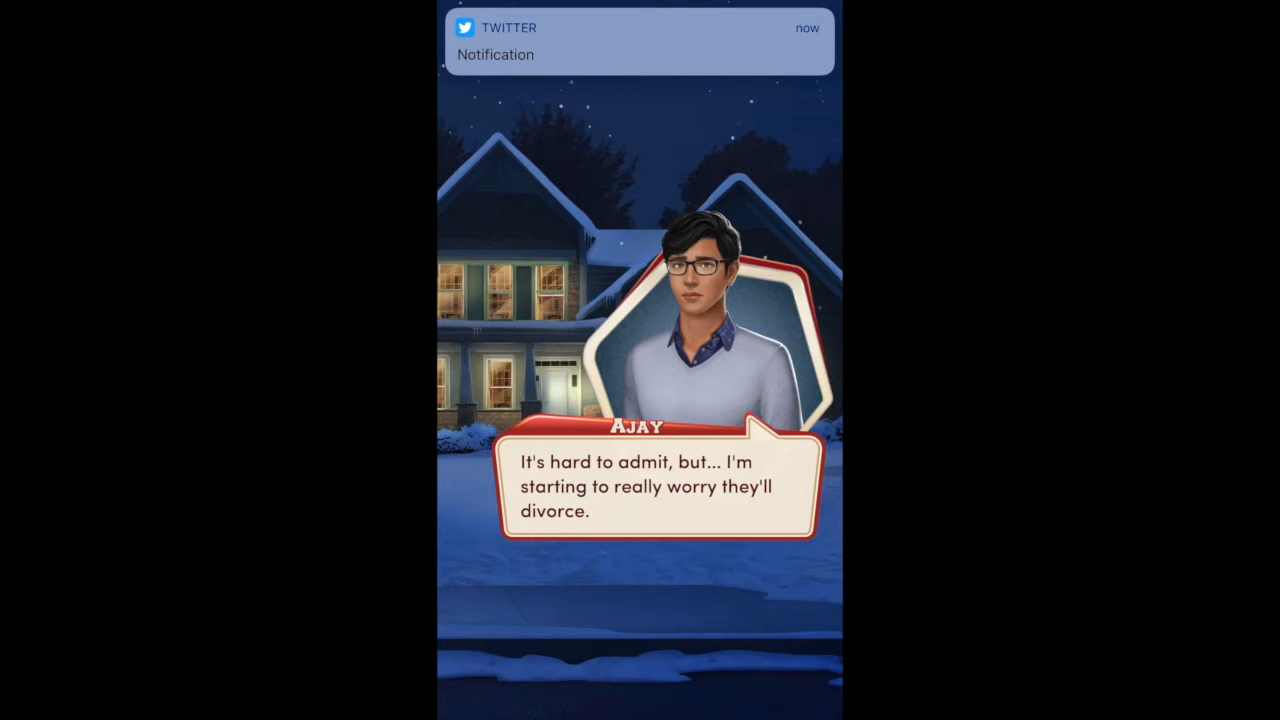 TWITTER
now
Notification
AJAY
It's hard to admit, but... I'm
starting to really worry they'll
divorce.